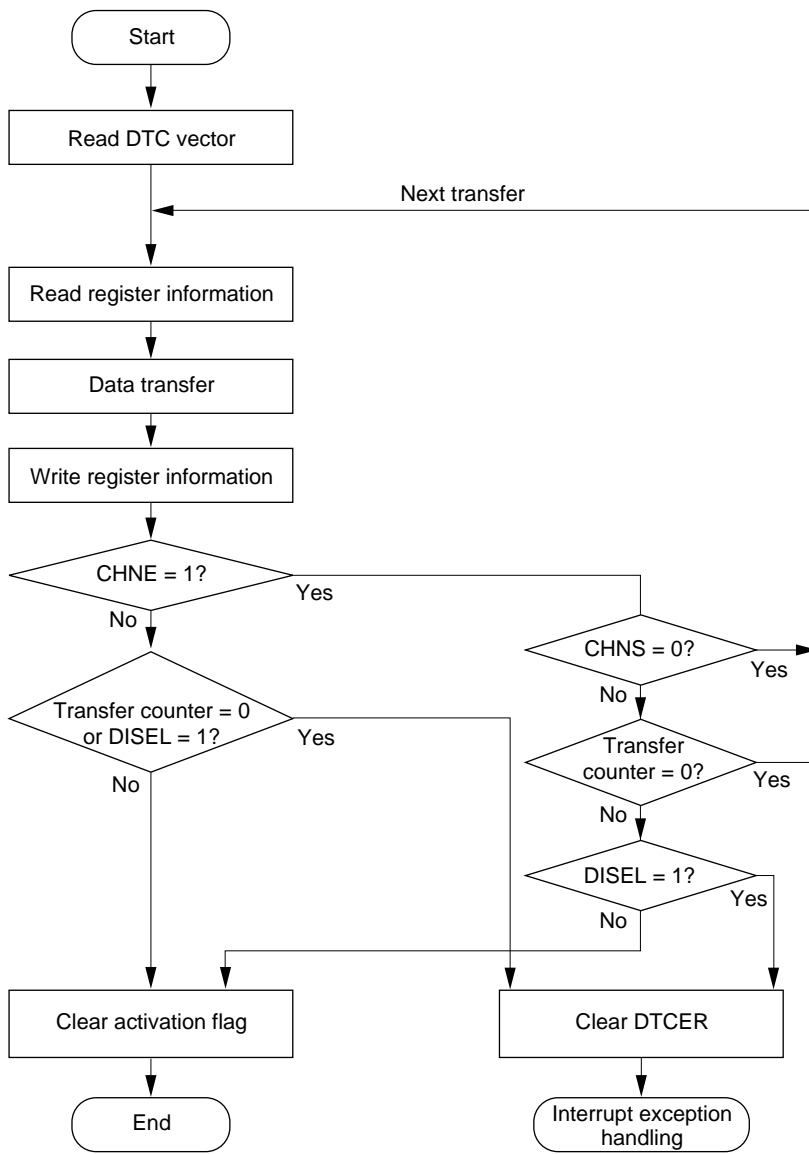 Start
Read DTC vector
Next transfer
Read register information
Data transfer
Write register information
CHNE = 1?
Yes
No
CHNS = 0?
Yes
No
Transfer counter = 0
or DISEL = 1?
Yes
No
Transfer
counter = 0?
Yes
No
DISEL = 1?
Yes
No
Clear activation flag
Clear DTCER
End
Interrupt exception
handling